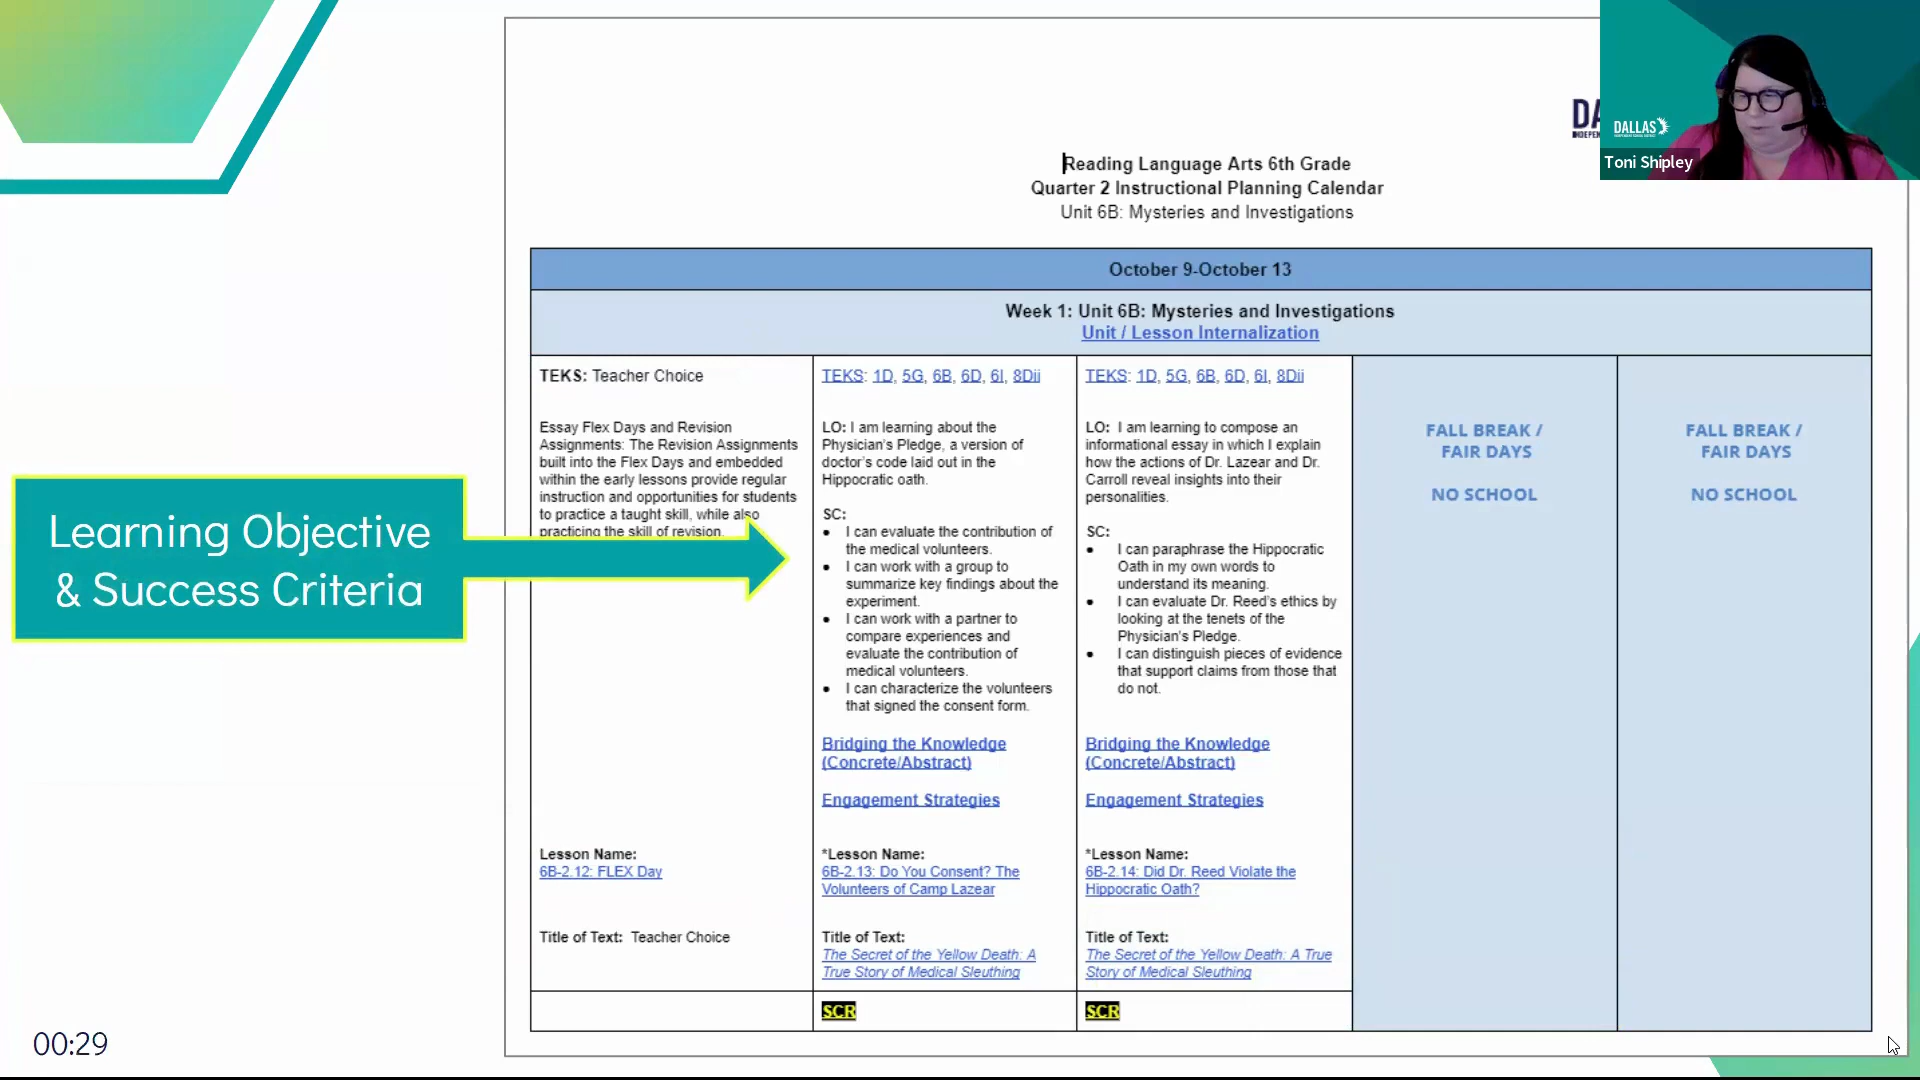 DALLAS
Toni Shipley
Reading Language Arts 6th Grade
Quarter 2 Instructional Planning Calendar
Unit 6B: Mysteries and Investigations
October 9-October 13
Week 1: Unit 6B: Mysteries and Investigations
Unit / Lesson Internalization
TEKS: Teacher Choice
Essay Flex Days and Revision
Assignments: The Revision Assignments
built into the Flex Days and embedded
within the early lessons provide regular
instruction and opportunities for students
to practice a taught skill, while also
practicing the skill of revision.
Lesson Name:
6B-2.12: FLEX Day
Title of Text: Teacher Choice
TEKS: 1D, 5G, 6B, 6D, 6I, 8Dii
LO: I am learning about the
Physician's Pledge, a version of
doctor's code laid out in the
Hippocratic oath.
SC:
I can evaluate the contribution of
the medical volunteers.
I can work with a group to
summarize key findings about the
experiment.
I can work with a partner to
compare experiences and
evaluate the contribution of
medical volunteers.
I can characterize the volunteers
that signed the consent form.
Bridging the Knowledge
(Concrete/Abstract)
Engagement Strategies
*Lesson Name:
6B-2.13: Do You Consent? The
Volunteers of Camp Lazear
Title of Text:
The Secret of the Yellow Death: A
True Story of Medical Sleuthing
SCR
TEKS: 1D, 5G, 6B, 6D, 6I, 8Dii
LO: I am learning to compose an
informational essay in which I explain
how the actions of Dr. Lazear and Dr.
Carroll reveal insights into their
personalities.
SC:
I can paraphrase the Hippocratic
Oath in my own words to
understand its meaning.
I can evaluate Dr. Reed's ethics by
looking at the tenets of the
Physician's Pledge.
I can distinguish pieces of evidence
that support claims from those that
do not.
Bridging the Knowledge
(Concrete/Abstract)
Engagement Strategies
*Lesson Name:
6B-2.14: Did Dr. Reed Violate the
Hippocratic Oath?
Title of Text:
The Secret of the Yellow Death: A True
Story of Medical Sleuthing
SCR
FALL BREAK /
FAIR DAYS
NO SCHOOL
FALL BREAK /
FAIR DAYS
NO SCHOOL
Learning Objective
& Success Criteria
00:29